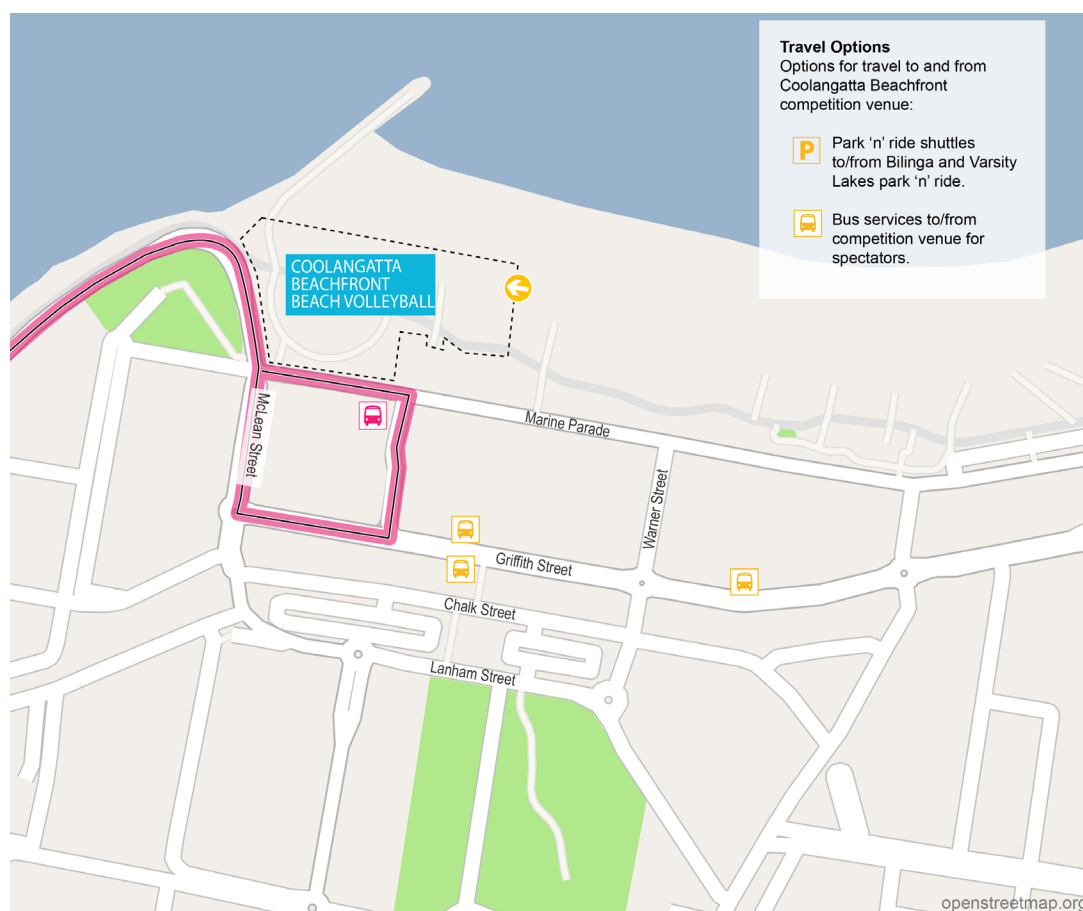 Travel Options
Options for travel to and from
Coolangatta Beachfront
competition venue:
P
Park ‘n’ ride shuttles
to/from Bilinga and Varsity
Lakes park ‘n’ ride.
Bus services to/from
competition venue for
spectators.
COOLANGATTA
BEACHFRONT
BEACH VOLLEYBALL
McLean Street
Marine Parade
Warner Street
Griffith Street
Chalk Street
Lanham Street
openstreetmap.org